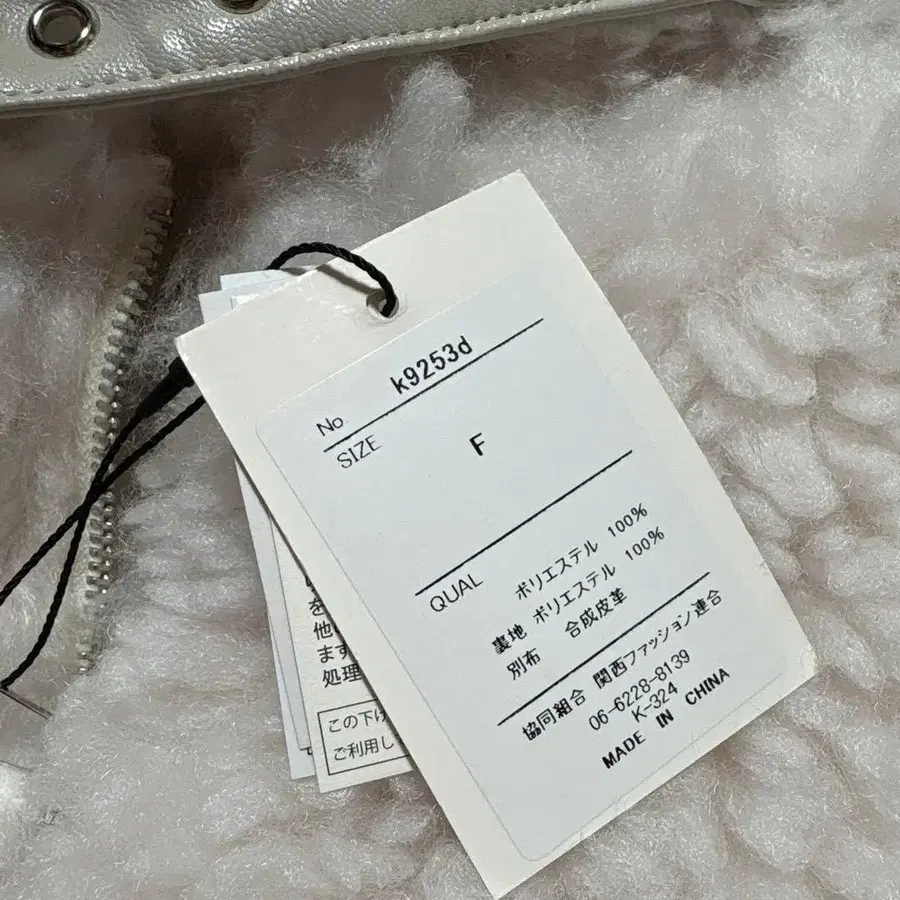 No. k9253d
SIZE F
QUAL ポリエステル 100%
裏地 ポリエステル 100%
別布 合成皮革
協同組合 関西ファッション連合
06-6228-8139
K-324
MADE IN CHINA
を
他
ます
処理
この下げ
ご利用し